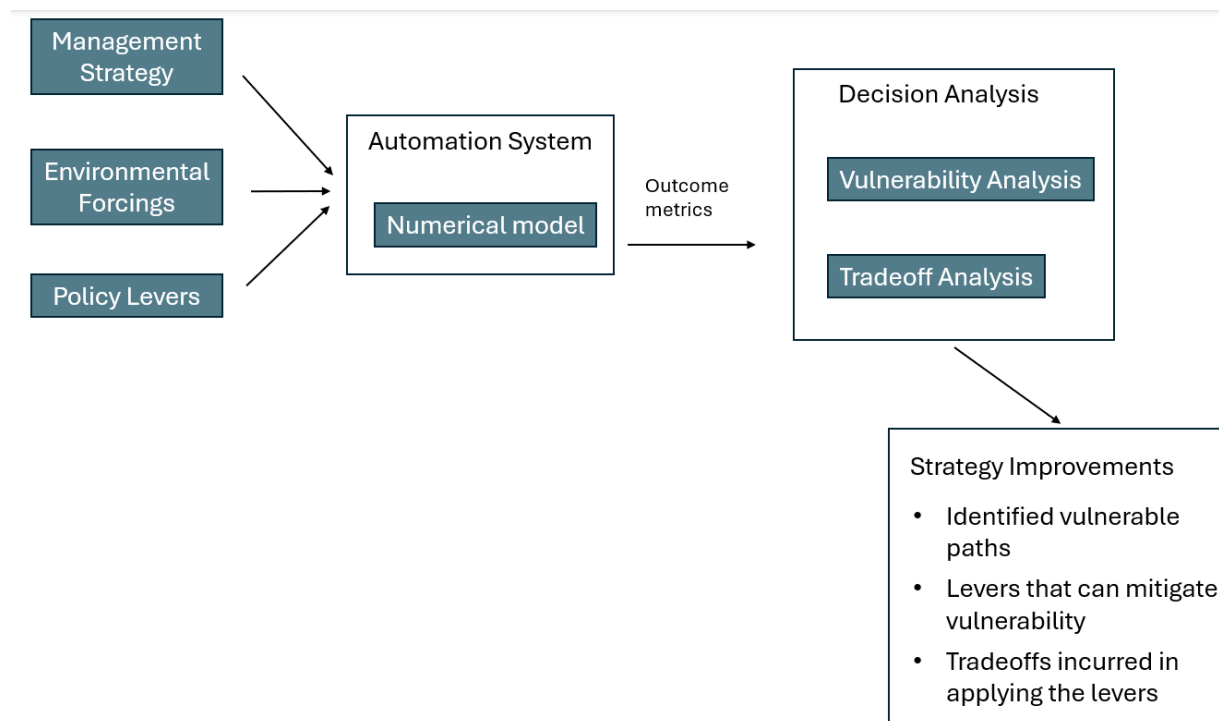 Management
Strategy
Environmental
Forcings
Policy Levers
Automation System
Numerical model
Outcome
metrics
Decision Analysis
Vulnerability Analysis
Tradeoff Analysis
Strategy Improvements
• Identified vulnerable
paths
• Levers that can mitigate
vulnerability
• Tradeoffs incurred in
applying the levers